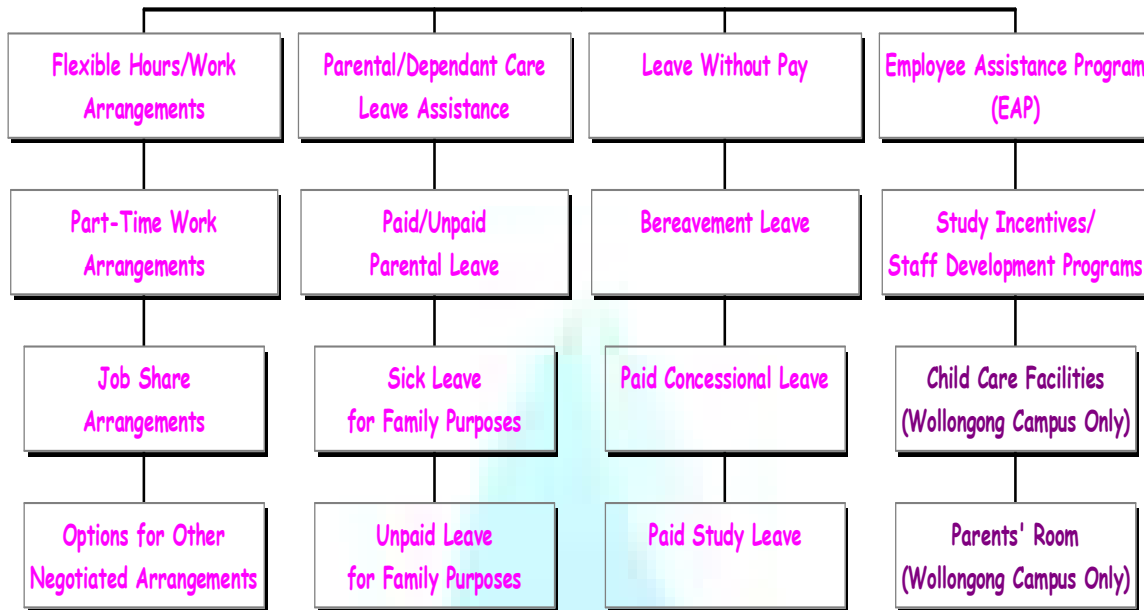 Flexible Hours/Work
Arrangements
Parental/Dependant Care
Leave Assistance
Leave Without Pay
Employee Assistance Program
(EAP)
Part-Time Work
Arrangements
Paid/Unpaid
Parental Leave
Bereavement Leave
Study Incentives/
Staff Development Programs
Job Share
Arrangements
Sick Leave
for Family Purposes
Paid Concessional Leave
Child Care Facilities
(Wollongong Campus Only)
Options for Other
Negotiated Arrangements
Unpaid Leave
for Family Purposes
Paid Study Leave
Parents' Room
(Wollongong Campus Only)